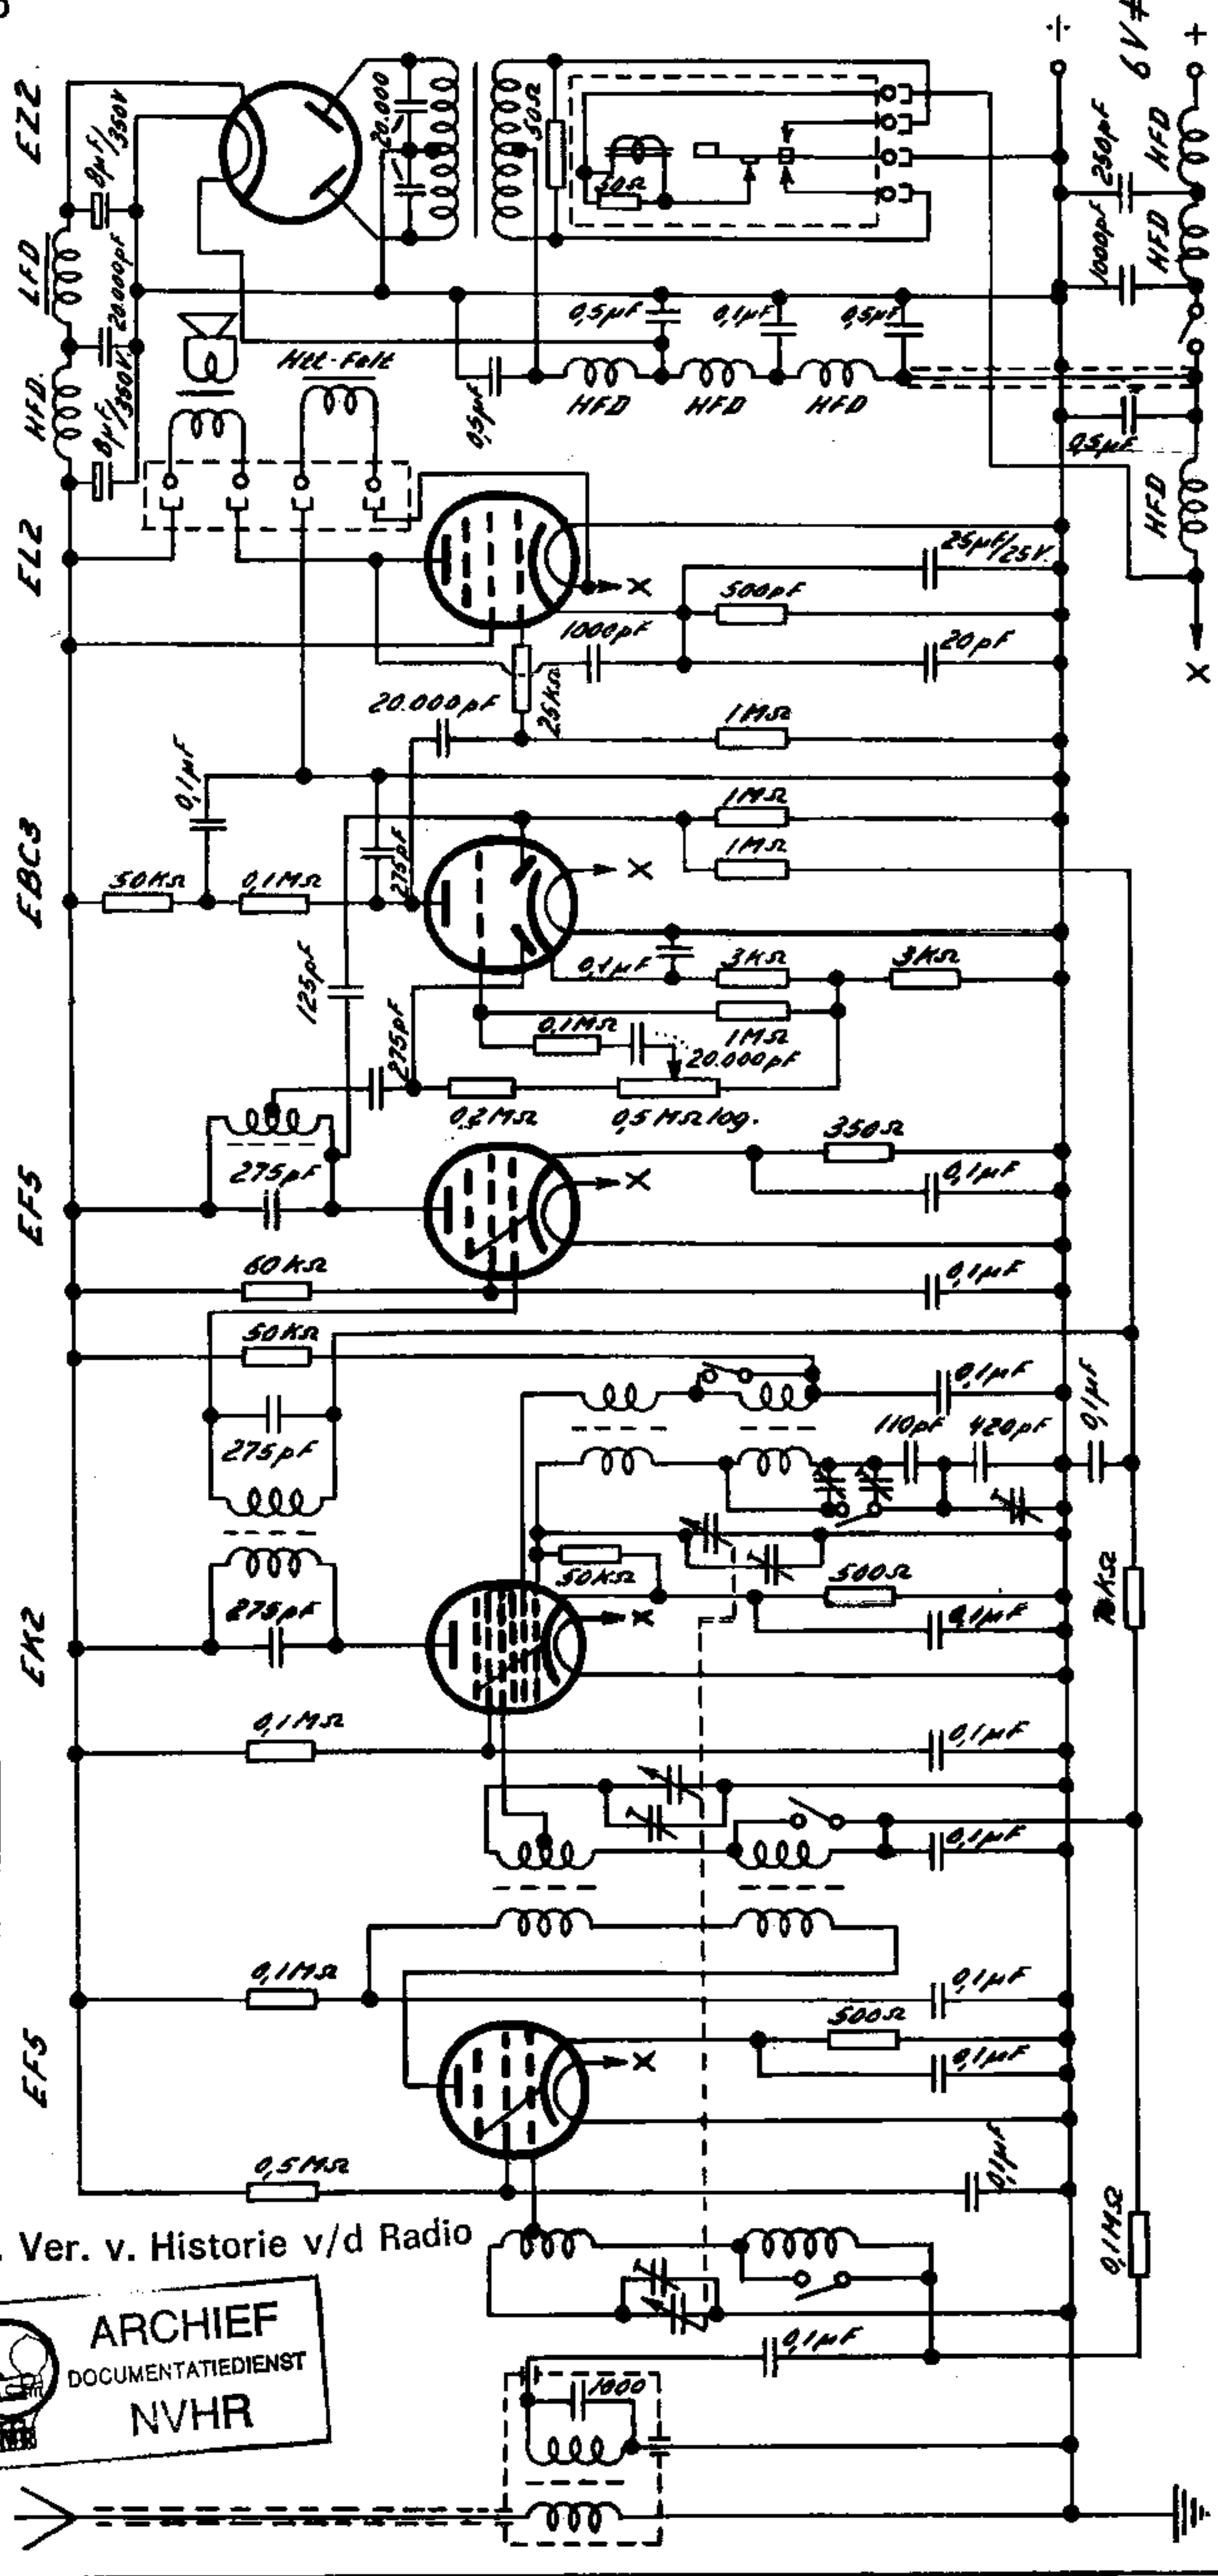 EZ2
LFD
8µF/350V
20.000pF
HFD.
8µF/350V
20.000
50Ω
50Ω
÷
6V
+
250pF
HFD
1000pF
HFD
0,5µF
0,1µF
0,5µF
Htt-Felt
0,5µF
HFD
HFD
HFD
0,5µF
HFD
EL2
X
25µF/25V.
500pF
1000pF
20pF
X
25KΩ
20.000pF
1MΩ
0,1µF
1MΩ
1MΩ
X
EBC3
50KΩ
0,1MΩ
275pF
125pF
0,1µF
3KΩ
3KΩ
1MΩ
0,1MΩ
20.000pF
275pF
0,2MΩ
0,5MΩlog.
EF5
275pF
350Ω
0,1µF
X
60KΩ
0,1µF
50KΩ
0,1µF
275pF
110pF
420pF
0,1µF
50KΩ
500Ω
EK2
275pF
X
0,1µF
0,1MΩ
0,1µF
0,1µF
0,1MΩ
0,1µF
500Ω
EF5
X
0,1µF
0,5MΩ
0,1µF
0,1MΩ
. Ver. v. Historie v/d Radio
ARCHIEF
DOCUMENTATIEDIENST
NVHR
0,1µF
1000